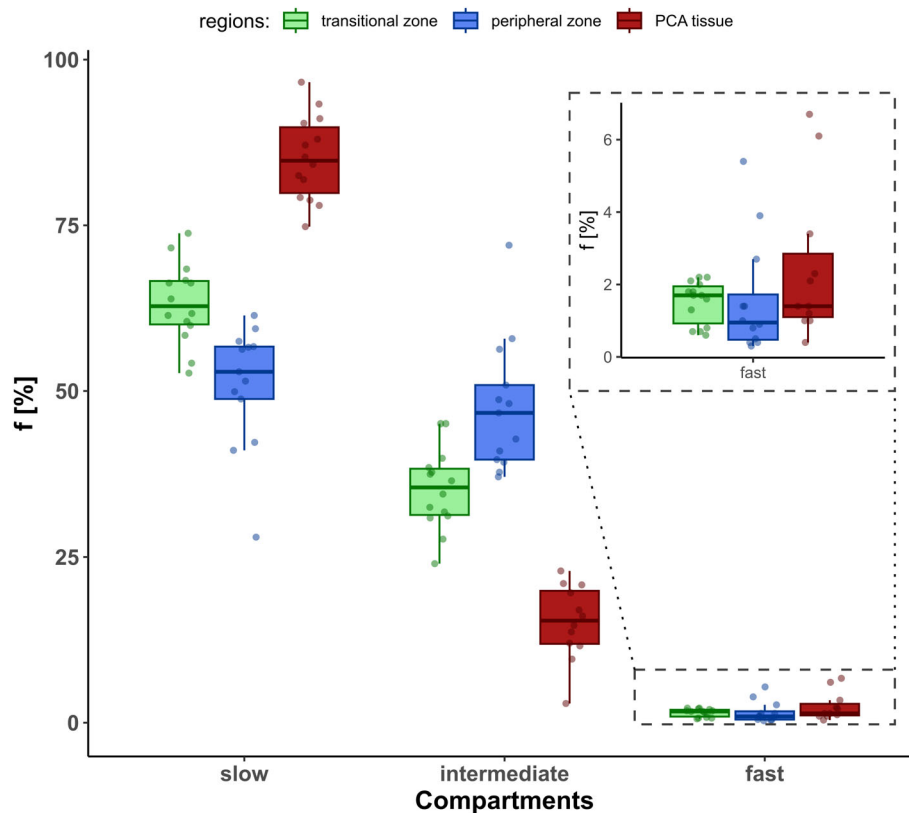 regions: transitional zone peripheral zone PCA tissue
100
75
50
25
0
f [%]
6
4
2
0
f [%]
fast
slow intermediate fast
Compartments